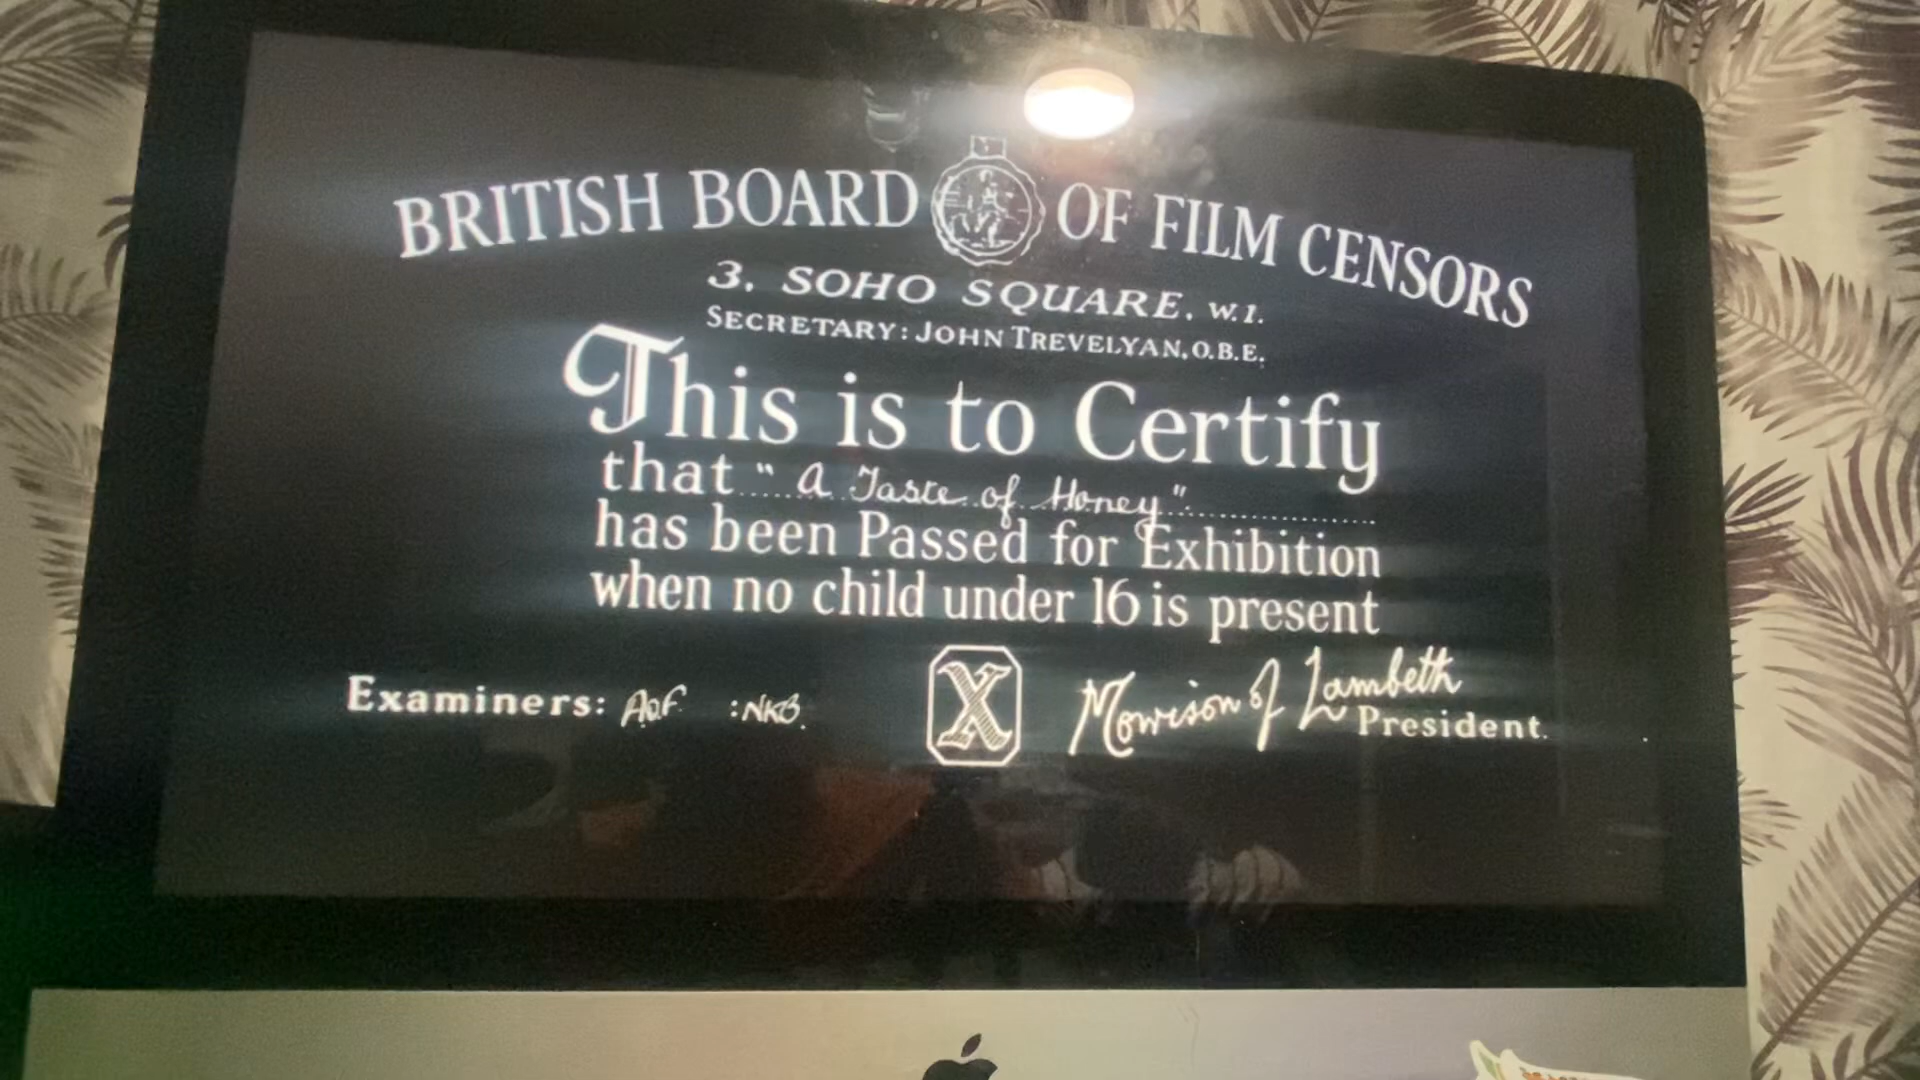 BRITISH BOARD OF FILM CENSORS
3, SOHO SQUARE. W.1.
SECRETARY: JOHN TREVELYAN, O.B.E.
This is to Certify
that "A Taste of Honey"
has been Passed for Exhibition
when no child under 16 is present
Examiners: AOF :NKB.
X
Morrison of Lambeth
President.